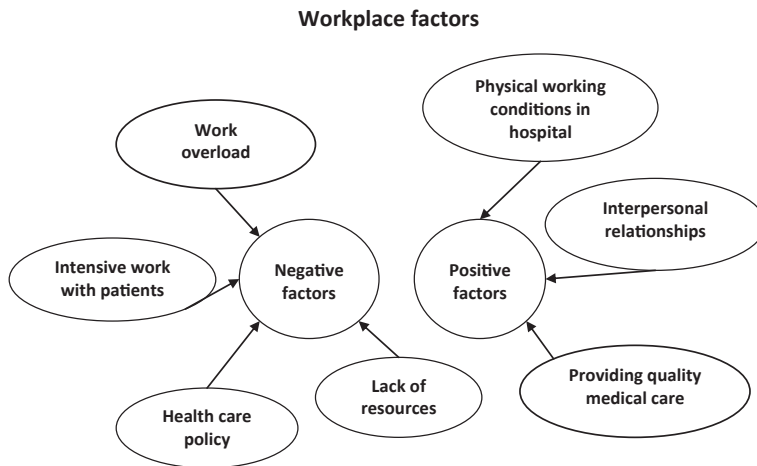 Workplace factors
Physical working
conditions in
hospital
Work
overload
Interpersonal
relationships
Intensive work
with patients
Negative
factors
Positive
factors
Lack of
resources
Providing quality
medical care
Health care
policy